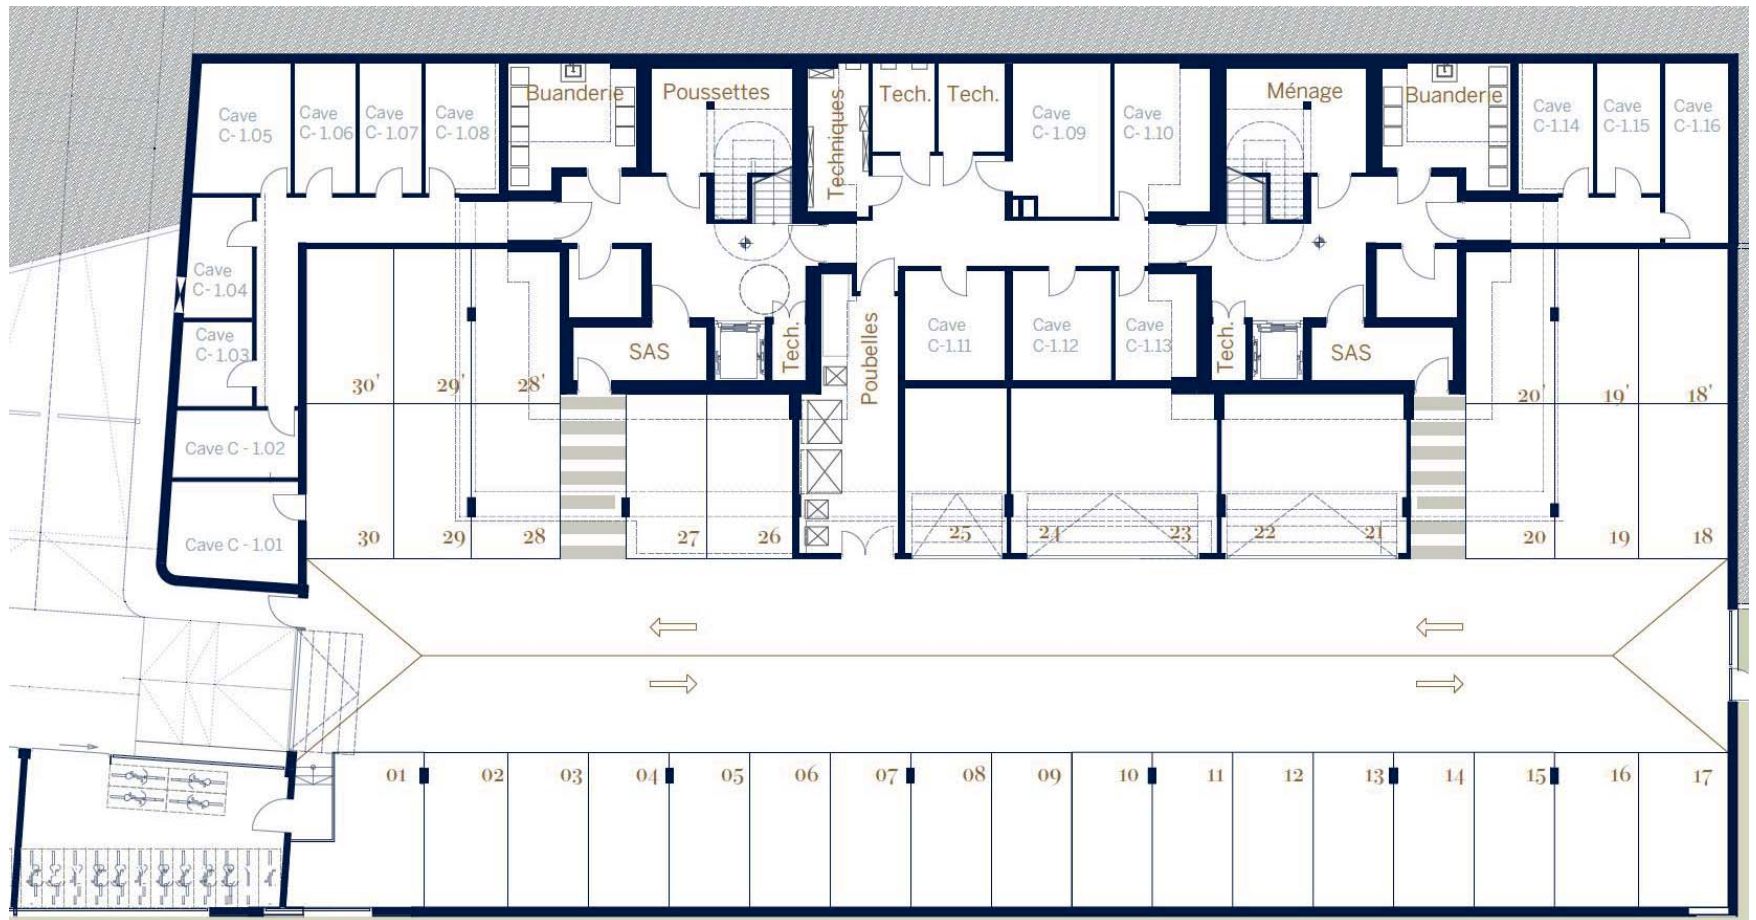 Cave
C- 1.05
Cave
C- 1.06
Cave
C- 1.07
Cave
C- 1.08
Buanderie
Poussettes
Techniques
Tech.
Tech.
Cave
C- 1.09
Cave
C- 1.10
Ménage
Buanderie
Cave
C-1.14
Cave
C-1.15
Cave
C-1.16
Cave
C- 1.04
Cave
C- 1.03
Cave C - 1.02
Cave C - 1.01
SAS
Tech.
Poubelles
Cave
C-1.11
Cave
C-1.12
Cave
C-1.13
Tech.
SAS
30'
29'
28'
20'
19'
18'
30
29
28
27
26
25
24
23
22
21
20
19
18
01
02
03
04
05
06
07
08
09
10
11
12
13
14
15
16
17